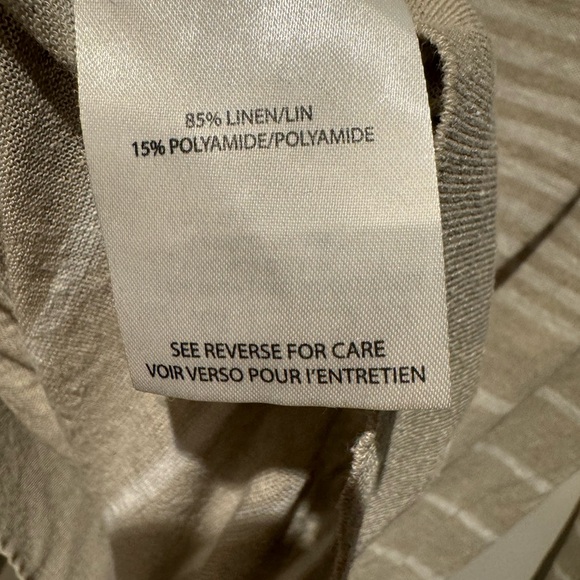 85% LINEN/LIN
15% POLYAMIDE/POLYAMIDE
SEE REVERSE FOR CARE
VOIR VERSO POUR l'ENTRETIEN